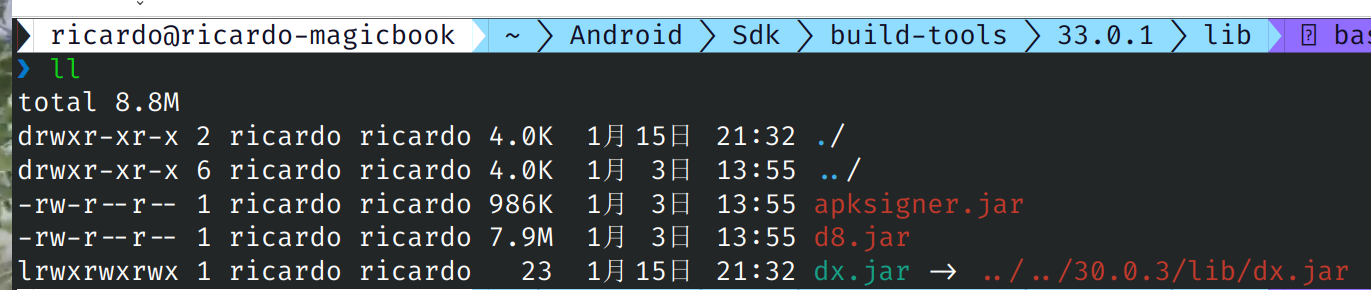 ricardo@ricardo-magicbook ~ Android Sdk build-tools 33.0.1 lib bas
❯ ll
total 8.8M
drwxr-xr-x 2 ricardo ricardo 4.0K 1月 15日 21:32 ./
drwxr-xr-x 6 ricardo ricardo 4.0K 1月 3日 13:55 ../
-rw-r--r-- 1 ricardo ricardo 986K 1月 3日 13:55 apksigner.jar
-rw-r--r-- 1 ricardo ricardo 7.9M 1月 3日 13:55 d8.jar
lrwxrwxrwx 1 ricardo ricardo 23 1月 15日 21:32 dx.jar -> ../../30.0.3/lib/dx.jar